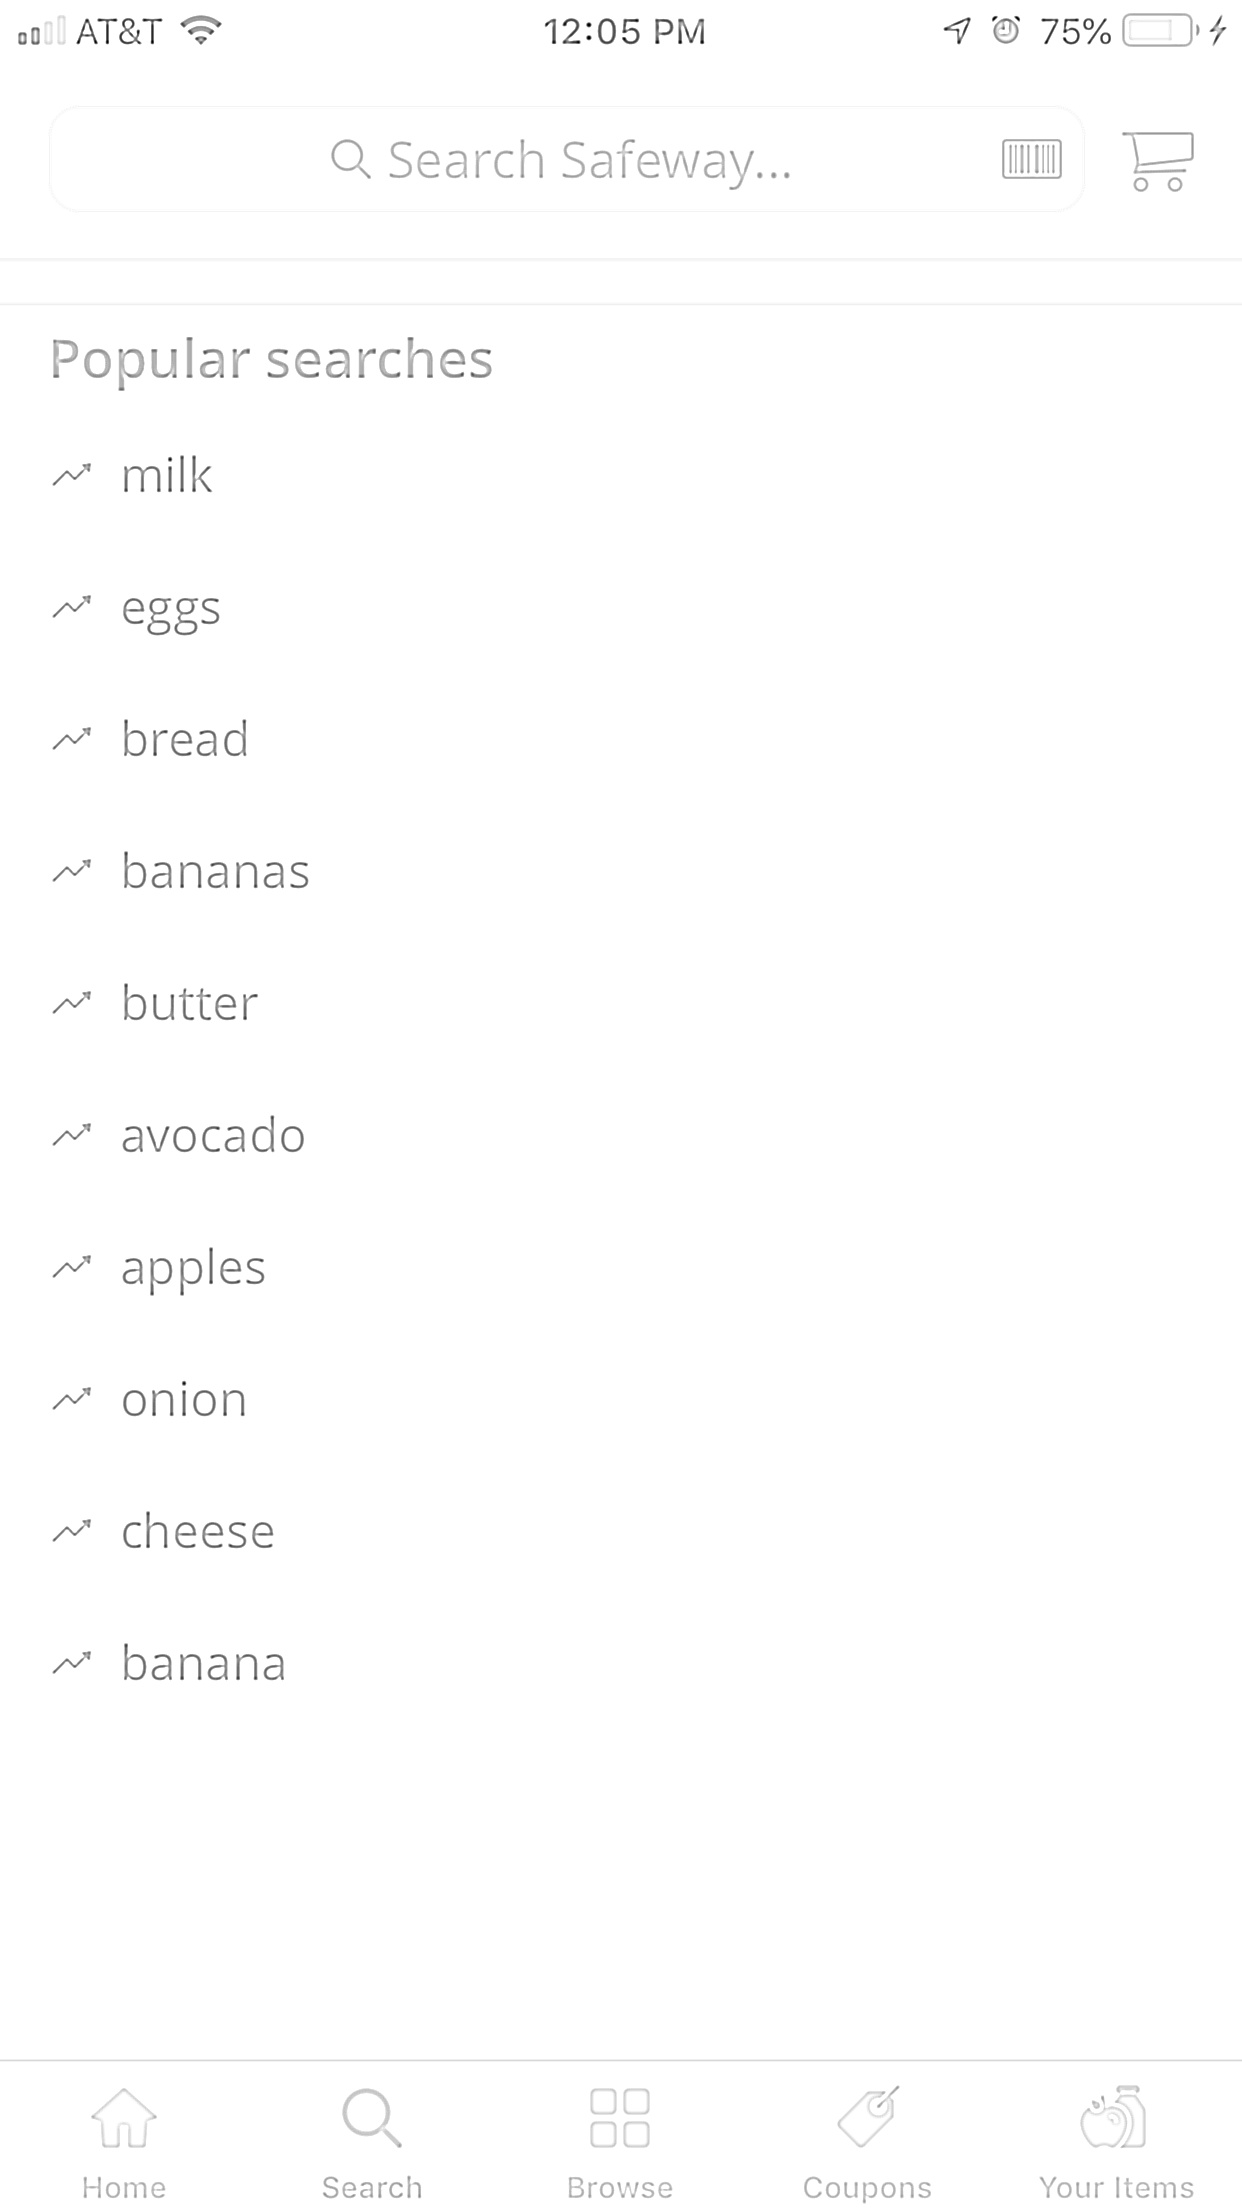 AT&T 12:05 PM 75%
Search Safeway...
Popular searches
milk
eggs
bread
bananas
butter
avocado
apples
onion
cheese
banana
Home Search Browse Coupons Your Items